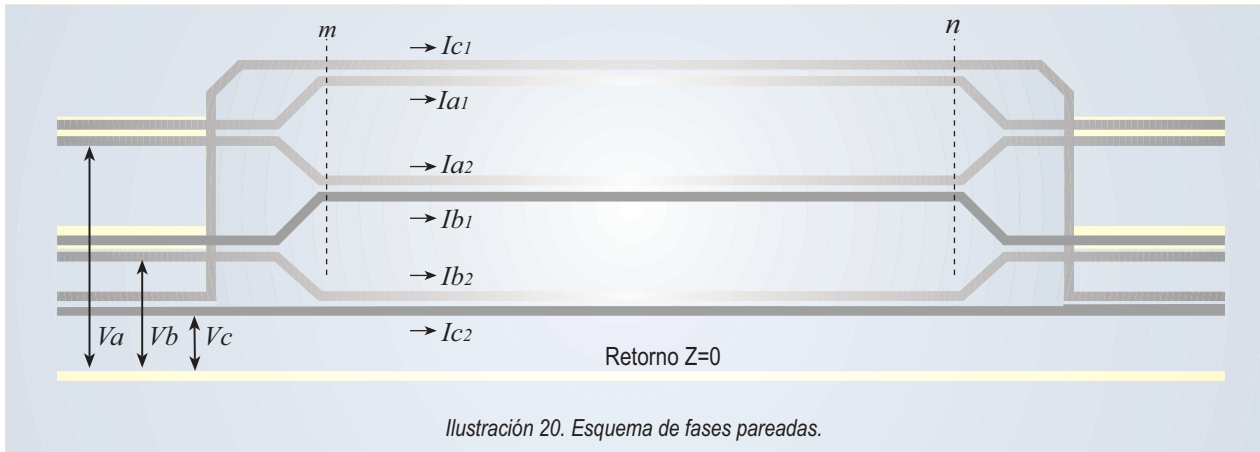 m
n
→ Ic1
→ Ia1
→ Ia2
→ Ib1
→ Ib2
Va
Vb
Vc
→ Ic2
Retorno Z=0
Ilustración 20. Esquema de fases pareadas.